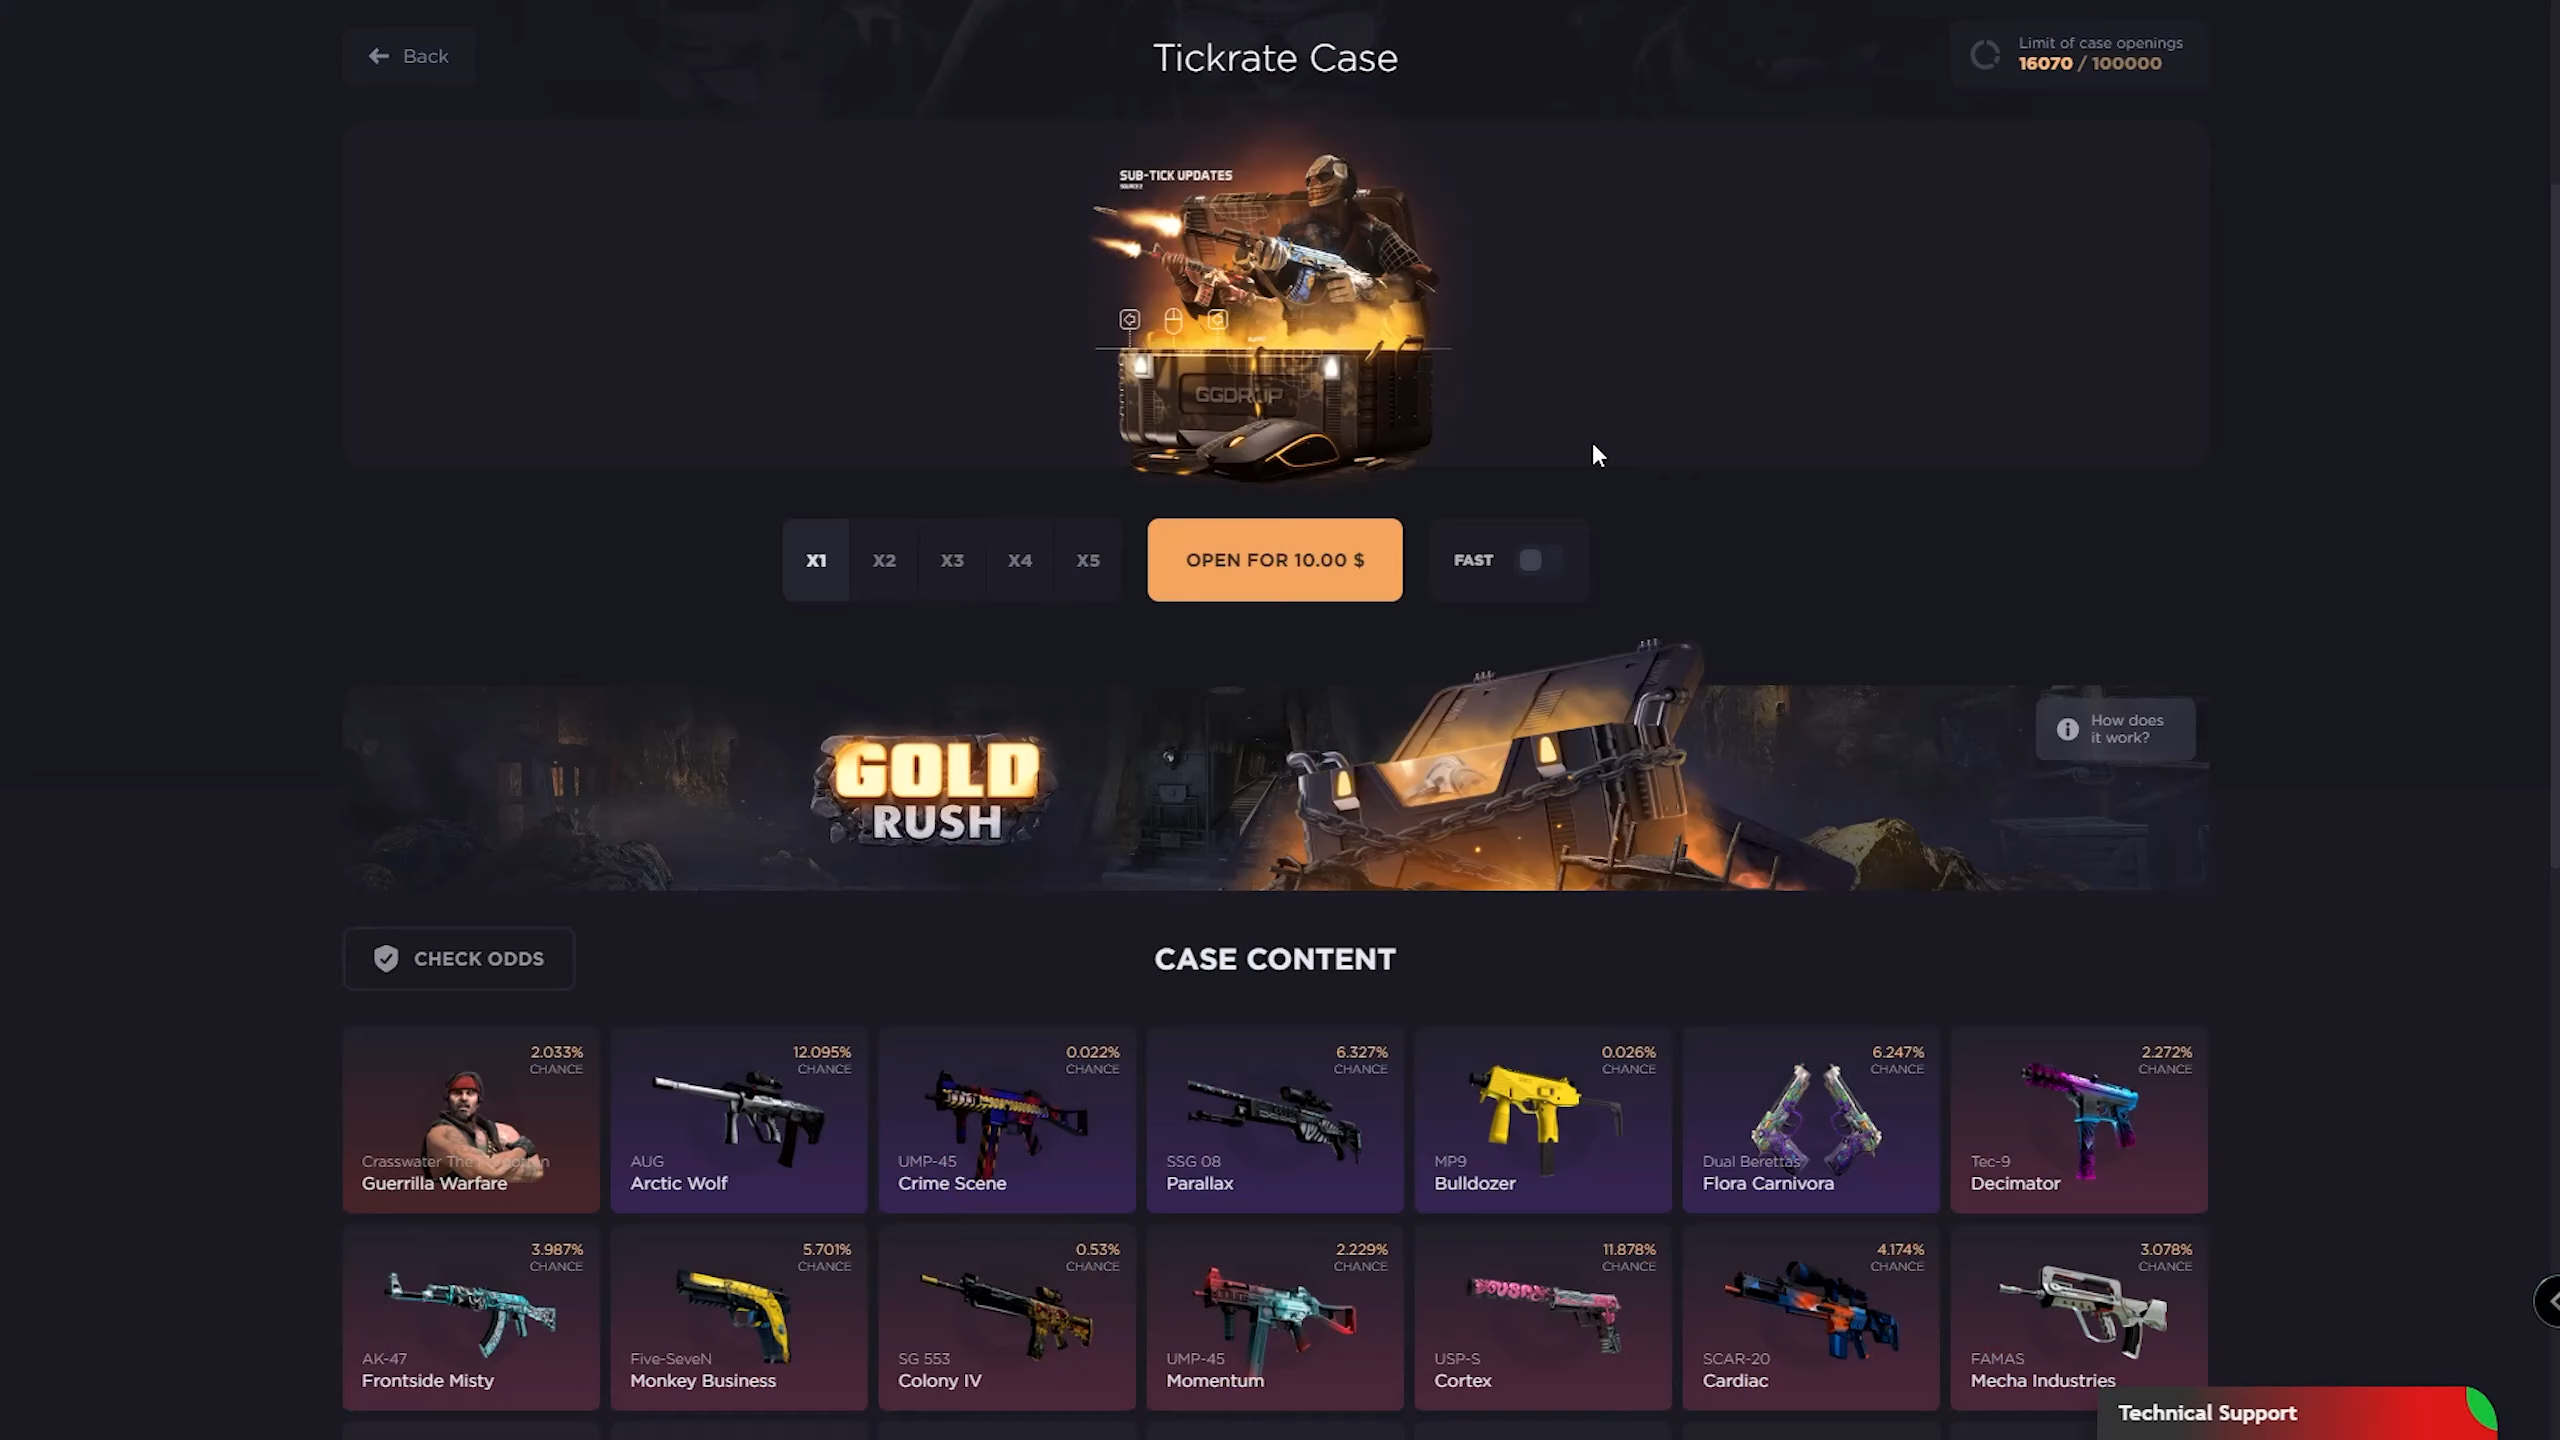 Back
Tickrate Case
Limit of case openings
16070 / 100000
SUB-TICK UPDATES
GGDROP
X1
X2
X3
X4
X5
OPEN FOR 10.00 $
FAST
GOLD
RUSH
How does
it work?
CHECK ODDS
CASE CONTENT
2.033%
CHANCE
Guerrilla Warfare
12.095%
CHANCE
AUG
Arctic Wolf
0.022%
CHANCE
UMP-45
Crime Scene
6.327%
CHANCE
SSG 08
Parallax
0.026%
CHANCE
MP9
Bulldozer
6.247%
CHANCE
Dual Berettas
Flora Carnivora
2.272%
CHANCE
Tec-9
Decimator
3.987%
CHANCE
AK-47
Frontside Misty
5.701%
CHANCE
Five-SeveN
Monkey Business
0.53%
CHANCE
SG 553
Colony IV
2.229%
CHANCE
UMP-45
Momentum
11.878%
CHANCE
USP-S
Cortex
4.174%
CHANCE
SCAR-20
Cardiac
3.078%
CHANCE
FAMAS
Mecha Industries
Technical Support